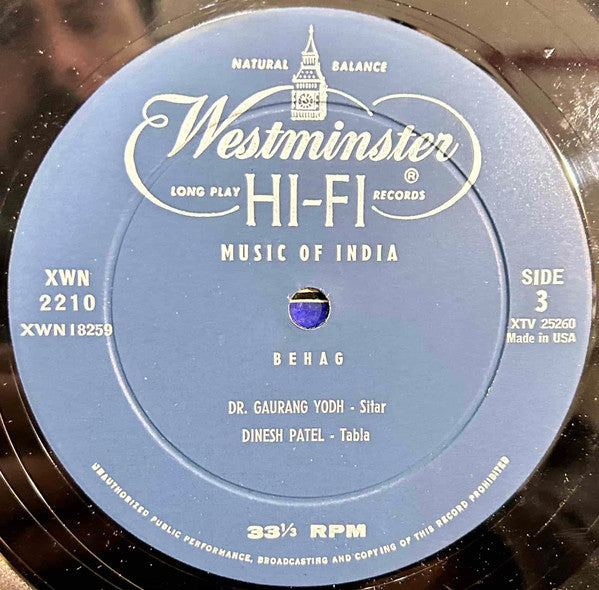 NATURAL BALANCE
Westminster ®
LONG PLAY HI-FI RECORDS
MUSIC OF INDIA
XWN
2210
XWN18259
SIDE
3
XTV 25260
Made in USA
BEHAG
DR. GAURANG YODH - Sitar
DINESH PATEL - Tabla
33⅓ RPM
UNAUTHORIZED PUBLIC PERFORMANCE, BROADCASTING AND COPYING OF THIS RECORD PROHIBITED